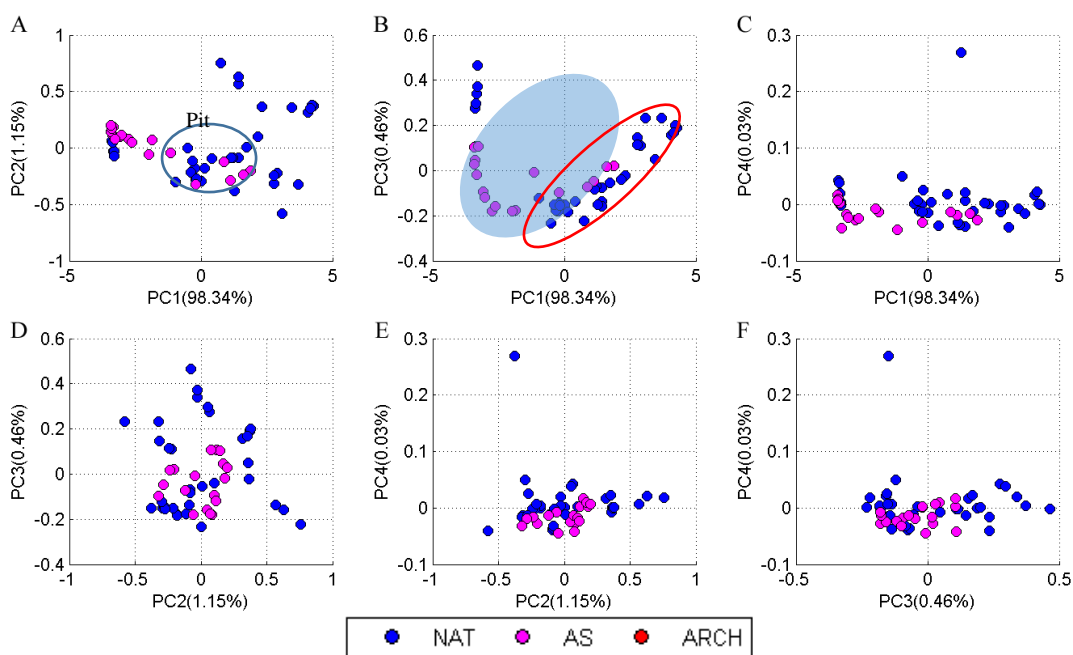 A
B
C
1
0.5
0
-0.5
-1
-5
0
5
PC2(1.15%)
PC1(98.34%)
Pit
0.6
0.4
0.2
0
-0.2
-0.4
-5
0
5
PC3(0.46%)
PC1(98.34%)
0.3
0.2
0.1
0
-0.1
-5
0
5
PC4(0.03%)
PC1(98.34%)
D
E
F
0.6
0.4
0.2
0
-0.2
-0.4
-1
-0.5
0
0.5
1
PC3(0.46%)
PC2(1.15%)
0.3
0.2
0.1
0
-0.1
-1
-0.5
0
0.5
1
PC4(0.03%)
PC2(1.15%)
0.3
0.2
0.1
0
-0.1
-0.5
0
0.5
PC4(0.03%)
PC3(0.46%)
NAT AS ARCH